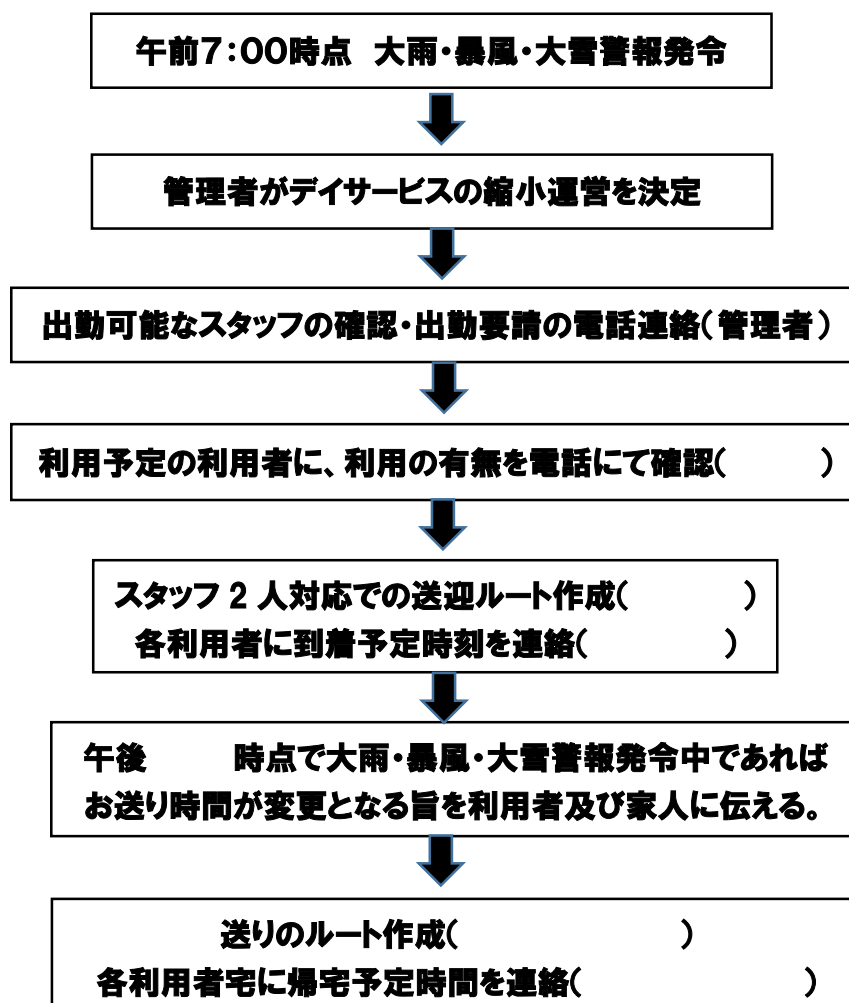 午前7:00時点　大雨・暴風・大雪警報発令
管理者がデイサービスの縮小運営を決定
出勤可能なスタッフの確認・出勤要請の電話連絡(管理者)
利用予定の利用者に、利用の有無を電話にて確認(　　　　)
スタッフ2人対応での送迎ルート作成(　　　　　)
各利用者に到着予定時刻を連絡(　　　　　)
午後　　　時点で大雨・暴風・大雪警報発令中であれば
お送り時間が変更となる旨を利用者及び家人に伝える。
送りのルート作成(　　　　　　　　　)
各利用者宅に帰宅予定時間を連絡(　　　　　　　　　)